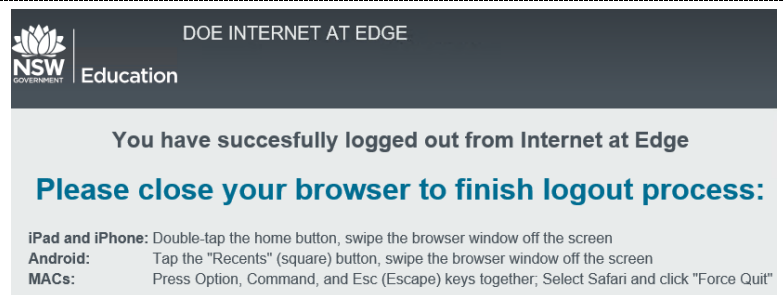 DOE INTERNET AT EDGE
NSW
GOVERNMENT
Education
You have succesfully logged out from Internet at Edge
Please close your browser to finish logout process:
iPad and iPhone: Double-tap the home button, swipe the browser window off the screen
Android: Tap the "Recents" (square) button, swipe the browser window off the screen
MACs: Press Option, Command, and Esc (Escape) keys together; Select Safari and click "Force Quit"